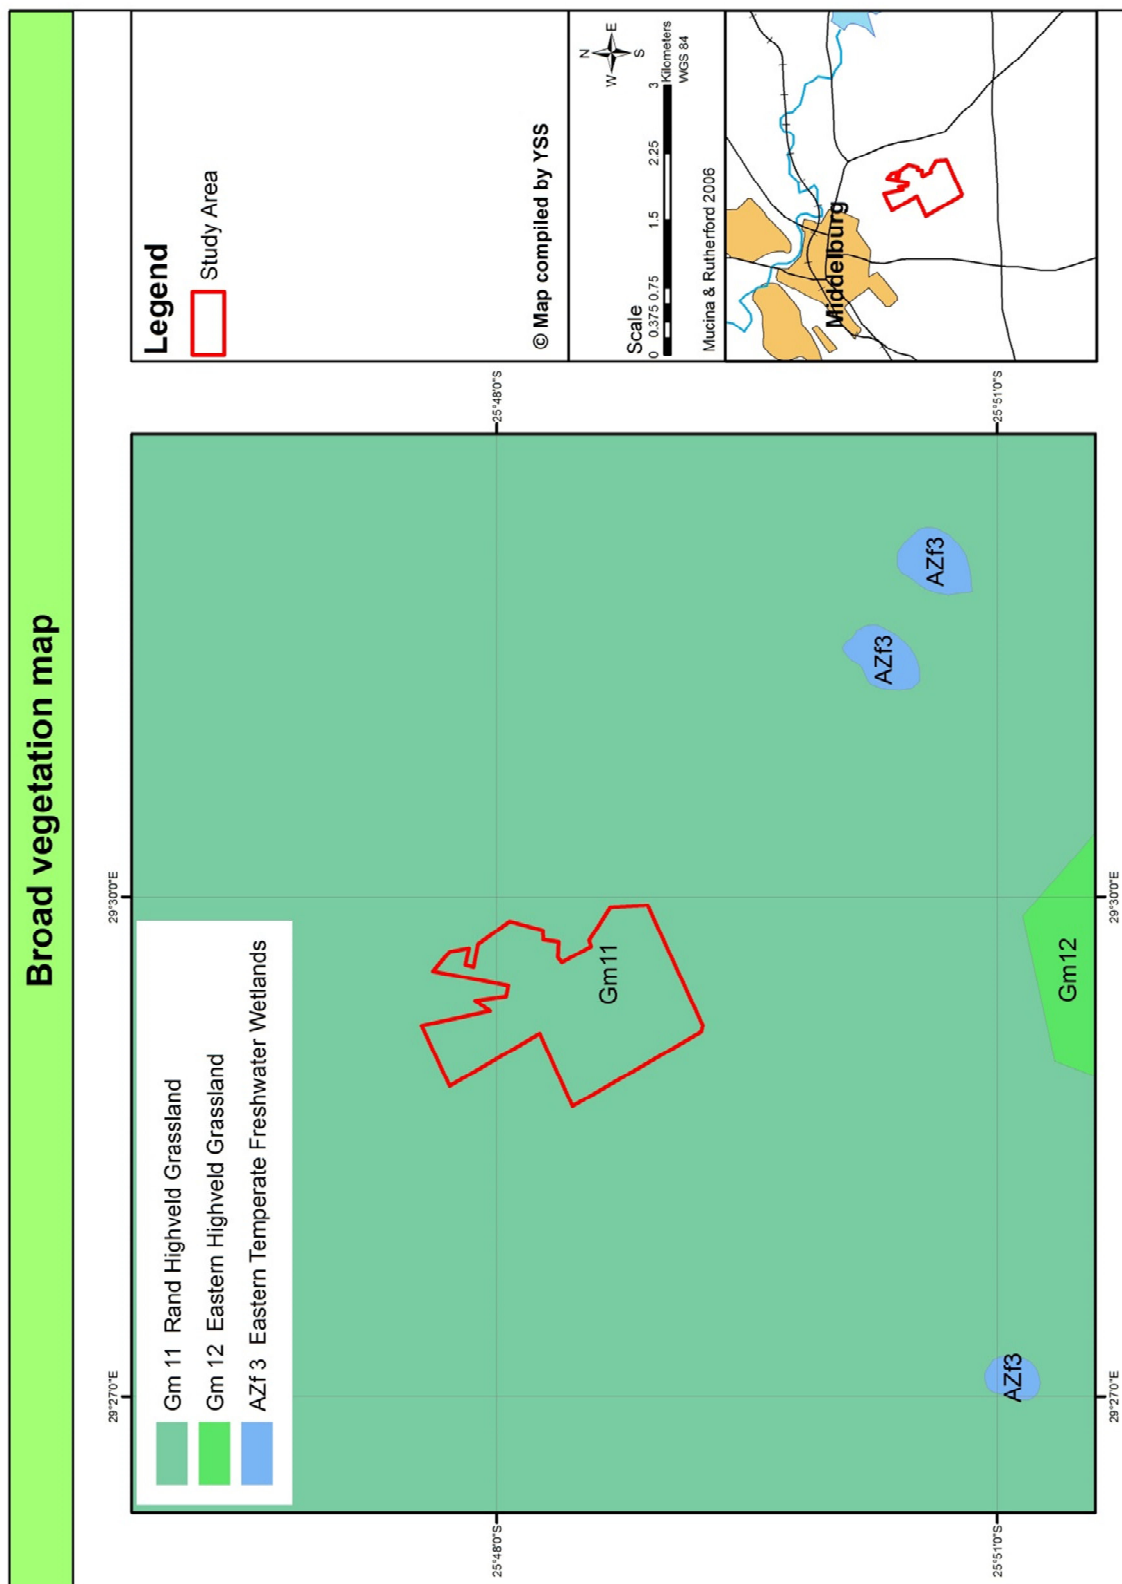 Broad vegetation map
29°27'0"E
29°30'0"E
Gm 11 Rand Highveld Grassland
Gm 12 Eastern Highveld Grassland
AZf 3 Eastern Temperate Freshwater Wetlands
25°48'0"S
25°48'0"S
Gm11
AZf3
AZf3
AZf3
Gm12
25°51'0"S
25°51'0"S
29°27'0"E
29°30'0"E
Legend
Study Area
© Map compiled by YSS
Scale
0 0.375 0.75 1.5 2.25 3
Kilometers
WGS 84
N
E
S
W
Mucina & Rutherford 2006
Middelburg